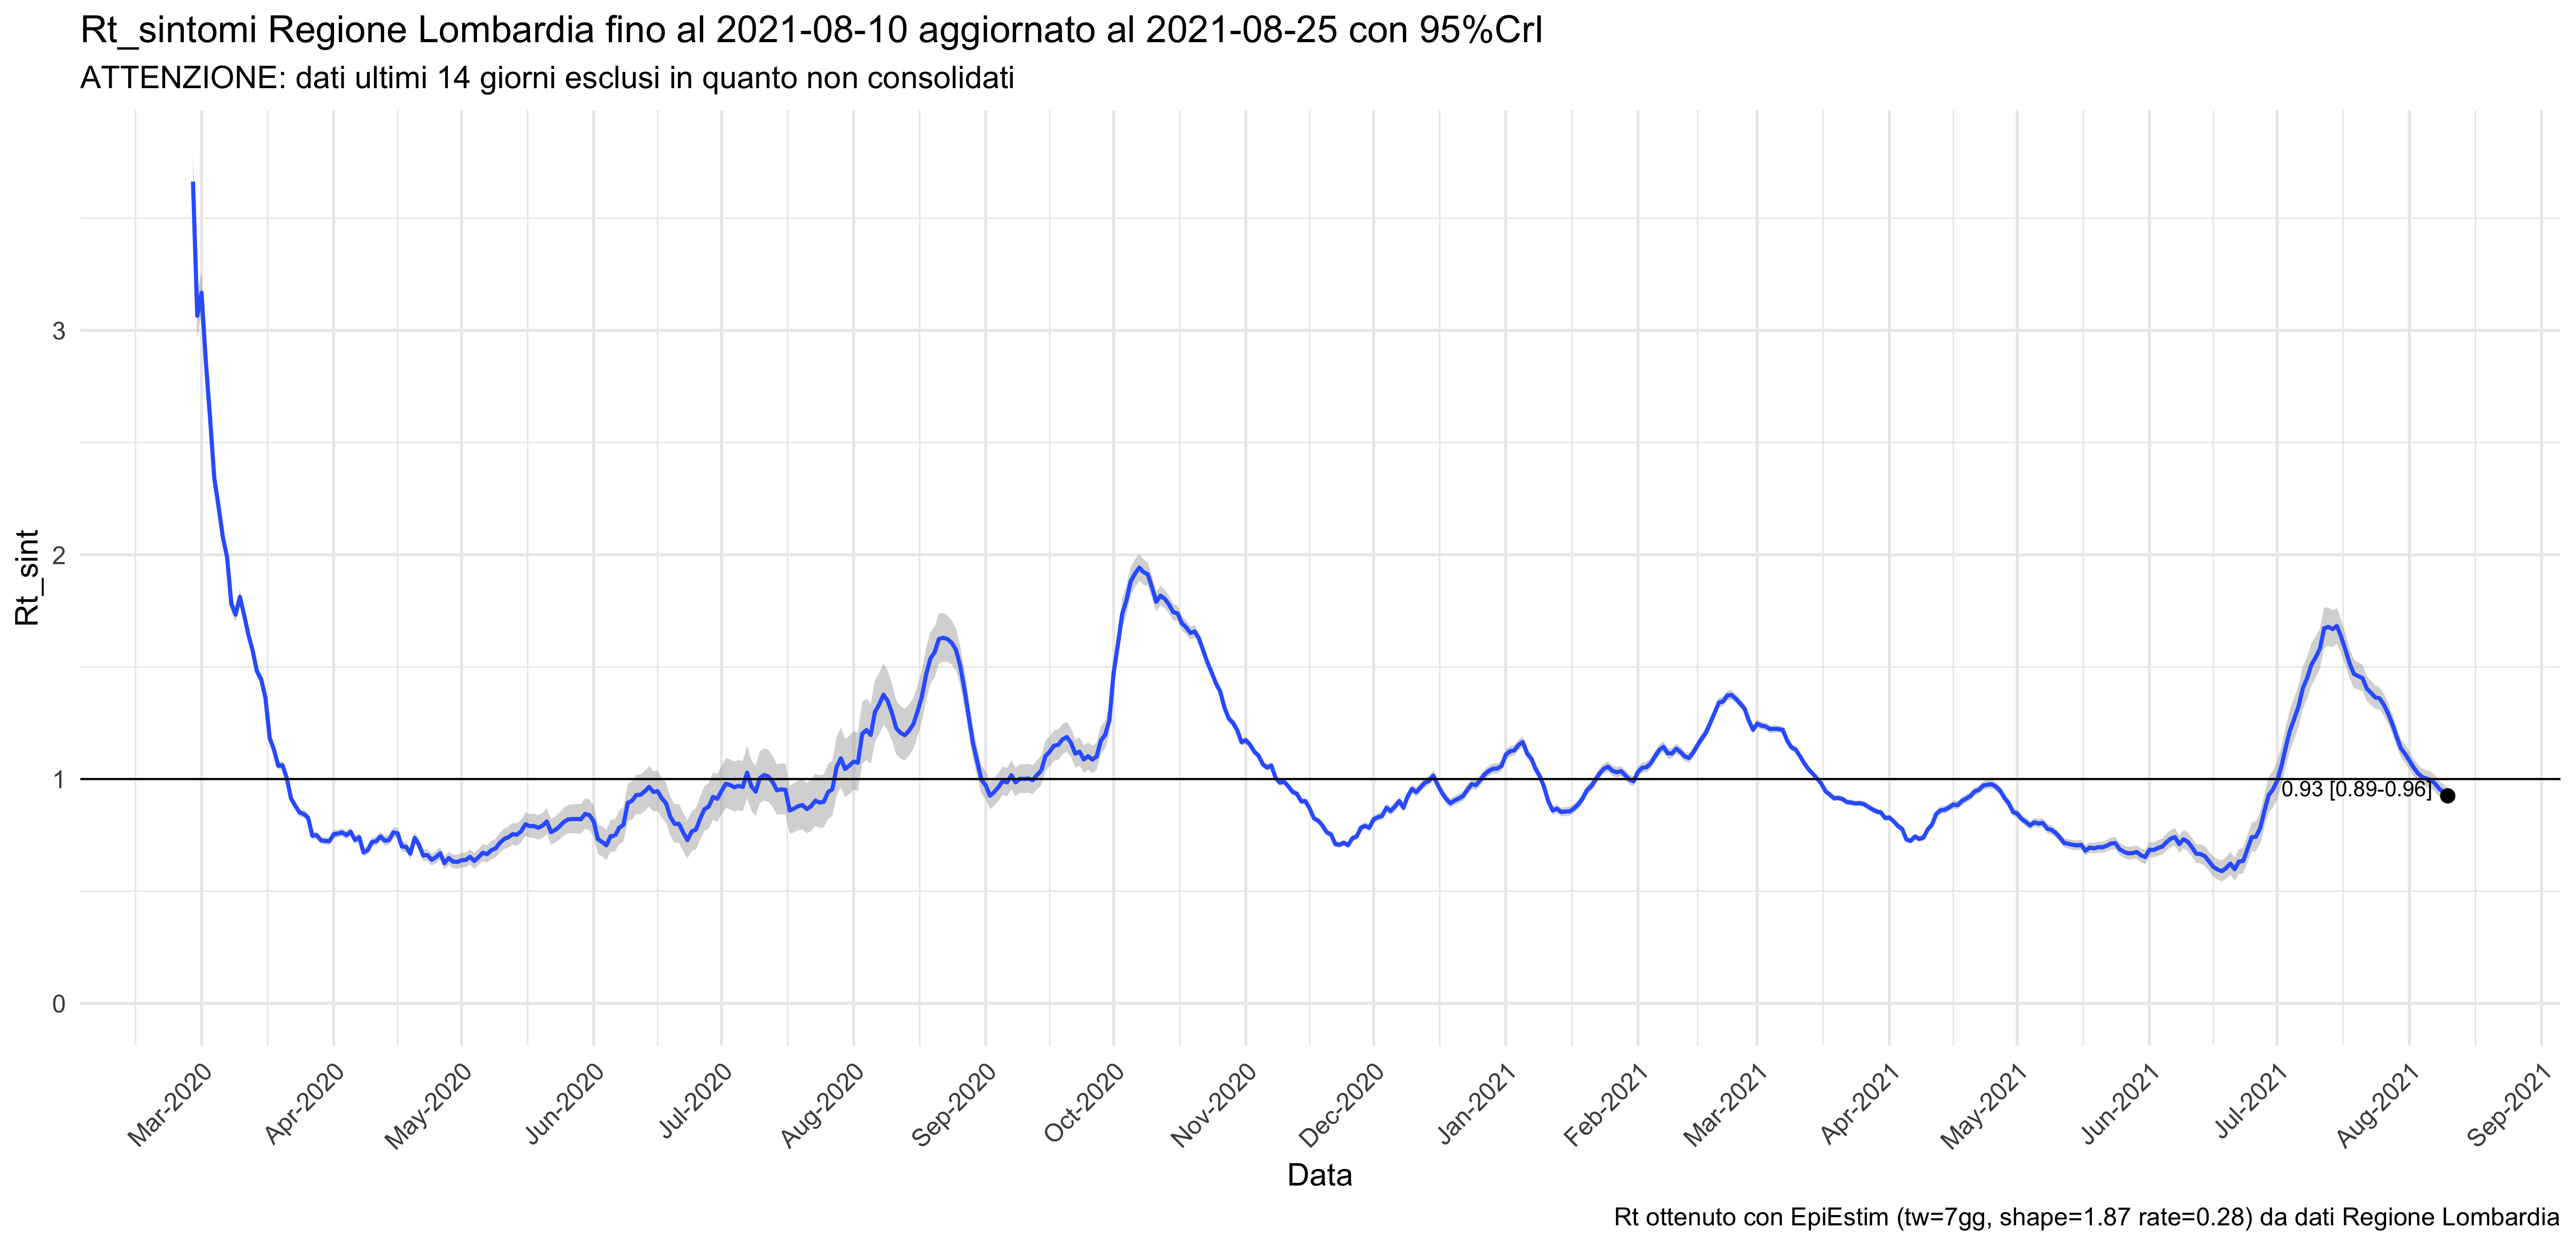 Rt_sintomi Regione Lombardia fino al 2021-08-10 aggiornato al 2021-08-25 con 95%CrI
ATTENZIONE: dati ultimi 14 giorni esclusi in quanto non consolidati
Rt_sint
3
2
1
0
0.93 [0.89-0.96]
Mar-2020
Apr-2020
May-2020
Jun-2020
Jul-2020
Aug-2020
Sep-2020
Oct-2020
Nov-2020
Dec-2020
Jan-2021
Feb-2021
Mar-2021
Apr-2021
May-2021
Jun-2021
Jul-2021
Aug-2021
Sep-2021
Data
Rt ottenuto con EpiEstim (tw=7gg, shape=1.87 rate=0.28) da dati Regione Lombardia